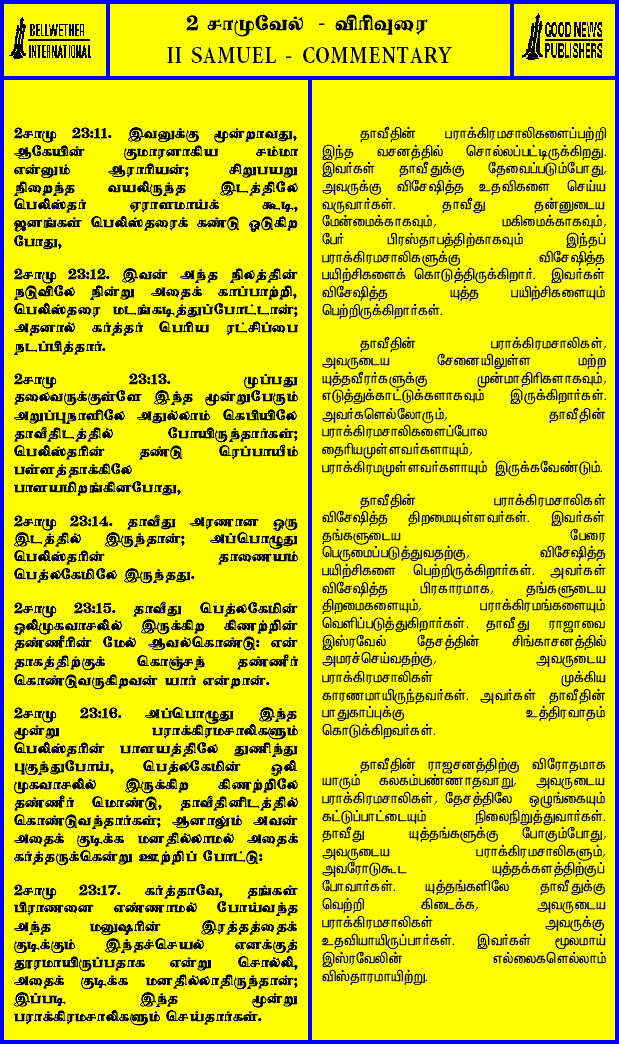 BELLWETHER
INTERNATIONAL
2 சாமுவேல் - விரிவுரை
II SAMUEL - COMMENTARY
GOOD NEWS
PUBLISHERS
2சாமு 23:11. இவனுக்கு மூன்றாவது,
ஆகேயின் குமாரனாகிய சம்மா
என்னும் ஆராரியன்; சிறுபயறு
நிறைந்த வயலிருந்த இடத்திலே
பெலிஸ்தர் ஏராளமாய்க் கூடி,
ஜனங்கள் பெலிஸ்தரைக் கண்டு ஓடுகிற
போது,
2சாமு 23:12. இவன் அந்த நிலத்தின்
நடுவிலே நின்று அதைக் காப்பாற்றி,
பெலிஸ்தரை மடங்கடித்துப்போட்டான்;
அதனால் கர்த்தர் பெரிய ரட்சிப்பை
நடப்பித்தார்.
2சாமு 23:13. முப்பது
தலைவருக்குள்ளே இந்த மூன்றுபேரும்
அறுப்புநாளிலே அதுல்லாம் கெபியிலே
தாவீதிடத்தில் போயிருந்தார்கள்;
பெலிஸ்தரின் தண்டு ரெப்பாயீம்
பள்ளத்தாக்கிலே
பாளயமிறங்கினபோது,
2சாமு 23:14. தாவீது அரணான ஒரு
இடத்தில் இருந்தான்; அப்பொழுது
பெலிஸ்தரின் தாணையம்
பெத்லகேமிலே இருந்தது.
2சாமு 23:15. தாவீது பெத்லகேமின்
ஒலிமுகவாசலில் இருக்கிற கிணற்றின்
தண்ணீரின் மேல் ஆவல்கொண்டு: என்
தாகத்திற்குக் கொஞ்சந் தண்ணீர்
கொண்டுவருகிறவன் யார் என்றான்.
2சாமு 23:16. அப்பொழுது இந்த
மூன்று பராக்கிரமசாலிகளும்
பெலிஸ்தரின் பாளயத்திலே துணிந்து
புகுந்துபோய், பெத்லகேமின் ஒலி
முகவாசலில் இருக்கிற கிணற்றிலே
தண்ணீர் மொண்டு, தாவீதினிடத்தில்
கொண்டுவந்தார்கள்; ஆனாலும் அவன்
அதைக் குடிக்க மனதில்லாமல் அதைக்
கர்த்தருக்கென்று ஊற்றிப் போட்டு:
2சாமு 23:17. கர்த்தாவே, தங்கள்
பிராணனை எண்ணாமல் போய்வந்த
அந்த மனுஷரின் இரத்தத்தைக்
குடிக்கும் இந்தச்செயல் எனக்குத்
தூரமாயிருப்பதாக என்று சொல்லி,
அதைக் குடிக்க மனதில்லாதிருந்தான்;
இப்படி இந்த மூன்று
பராக்கிரமசாலிகளும் செய்தார்கள்.
தாவீதின் பராக்கிரமசாலிகளைப்பற்றி
இந்த வசனத்தில் சொல்லப்பட்டிருக்கிறது.
இவர்கள் தாவீதுக்கு தேவைப்படும்போது,
அவருக்கு விசேஷித்த உதவிகளை செய்ய
வருவார்கள். தாவீது தன்னுடைய
மேன்மைக்காகவும், மகிமைக்காகவும்,
பேர் பிரஸ்தாபத்திற்காகவும் இந்தப்
பராக்கிரமசாலிகளுக்கு விசேஷித்த
பயிற்சிகளைக் கொடுத்திருக்கிறார். இவர்கள்
விசேஷித்த யுத்த பயிற்சிகளையும்
பெற்றிருக்கிறார்கள்.
தாவீதின் பராக்கிரமசாலிகள்,
அவருடைய சேனையிலுள்ள மற்ற
யுத்தவீரர்களுக்கு முன்மாதிரிகளாகவும்,
எடுத்துக்காட்டுக்களாகவும் இருக்கிறார்கள்.
அவர்களெல்லோரும், தாவீதின்
பராக்கிரமசாலிகளைப்போல
தைரியமுள்ளவர்களாயும்,
பராக்கிரமமுள்ளவர்களாயும் இருக்கவேண்டும்.
தாவீதின் பராக்கிரமசாலிகள்
விசேஷித்த திறமையுள்ளவர்கள். இவர்கள்
தங்களுடைய பேரை
பெருமைப்படுத்துவதற்கு, விசேஷித்த
பயிற்சிகளை பெற்றிருக்கிறார்கள். அவர்கள்
விசேஷித்த பிரகாரமாக, தங்களுடைய
திறமைகளையும், பராக்கிரமங்களையும்
வெளிப்படுத்துகிறார்கள். தாவீது ராஜாவை
இஸ்ரவேல் தேசத்தின் சிங்காசனத்தில்
அமரச்செய்வதற்கு, அவருடைய
பராக்கிரமசாலிகள் முக்கிய
காரணமாயிருந்தவர்கள். அவர்கள் தாவீதின்
பாதுகாப்புக்கு உத்திரவாதம்
கொடுக்கிறவர்கள்.
தாவீதின் ராஜசனத்திற்கு விரோதமாக
யாரும் கலகம்பண்ணாதவாறு, அவருடைய
பராக்கிரமசாலிகள், தேசத்திலே ஒழுங்கையும்
கட்டுப்பாட்டையும் நிலைநிறுத்துவார்கள்.
தாவீது யுத்தங்களுக்கு போகும்போது,
அவருடைய பராக்கிரமசாலிகளும்,
அவரோடுகூட யுத்தக்களத்திற்குப்
போவார்கள். யுத்தங்களிலே தாவீதுக்கு
வெற்றி கிடைக்க, அவருடைய
பராக்கிரமசாலிகள் அவருக்கு
உதவியாயிருப்பார்கள். இவர்கள் மூலமாய்
இஸ்ரவேலின் எல்லைகளெல்லாம்
விஸ்தாரமாயிற்று.